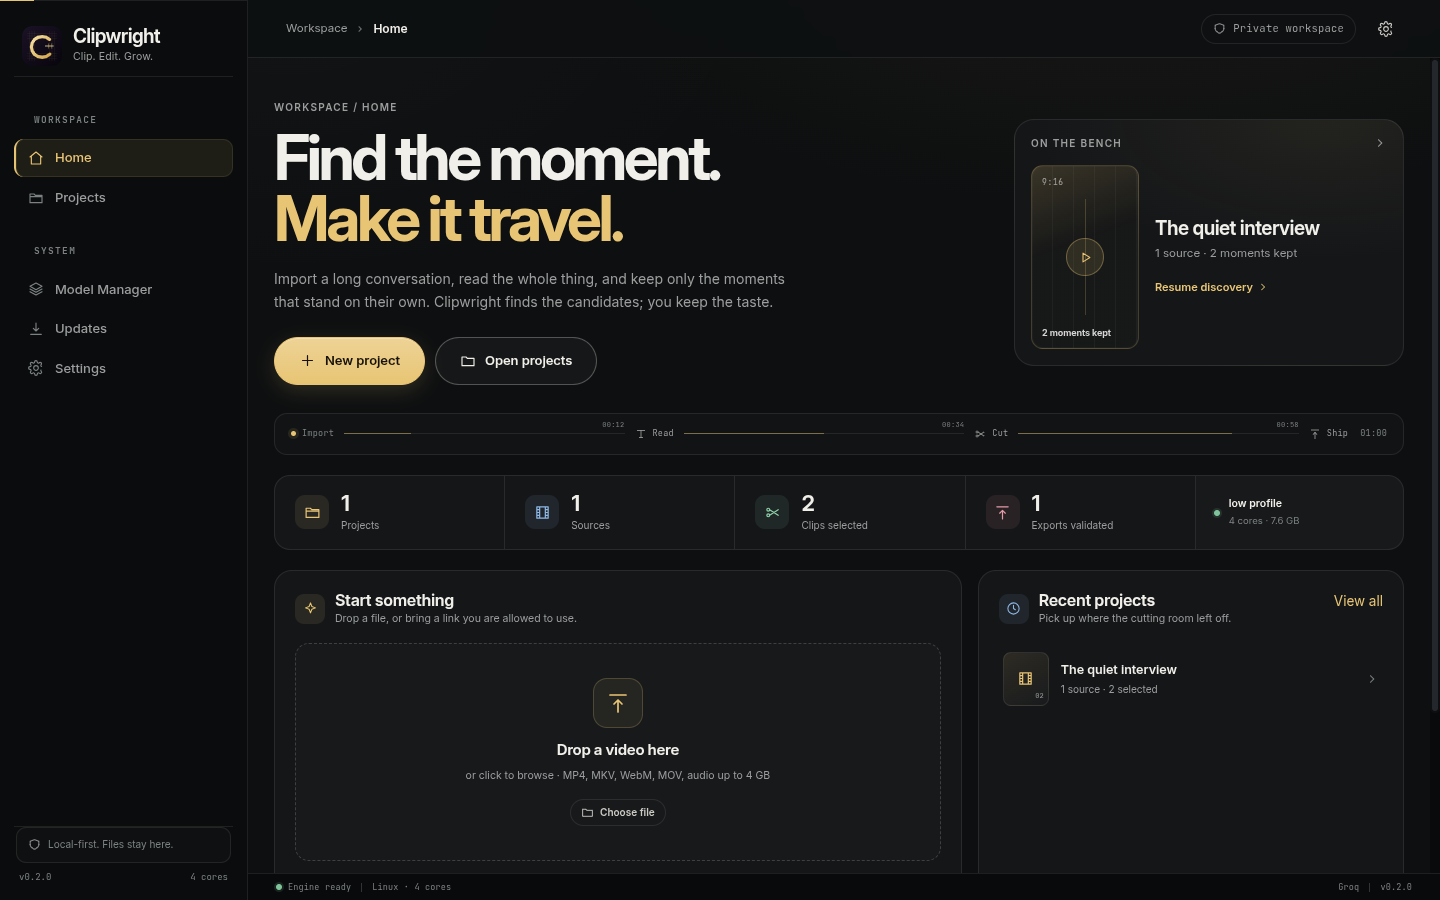 Clipwright
Clip. Edit. Grow.
WORKSPACE
Home
Projects
SYSTEM
Model Manager
Updates
Settings
Local-first. Files stay here.
v0.2.0 4 cores
Workspace › Home
Private workspace
WORKSPACE / HOME
Find the moment.
Make it travel.
Import a long conversation, read the whole thing, and keep only the moments
that stand on their own. Clipwright finds the candidates; you keep the taste.
New project
Open projects
ON THE BENCH
9:16
2 moments kept
The quiet interview
1 source · 2 moments kept
Resume discovery
Import 00:12 Read 00:34 Cut 00:58 Ship 01:00
1
Projects
1
Sources
2
Clips selected
1
Exports validated
low profile
4 cores · 7.6 GB
Start something
Drop a file, or bring a link you are allowed to use.
Drop a video here
or click to browse · MP4, MKV, WebM, MOV, audio up to 4 GB
Choose file
Recent projects
Pick up where the cutting room left off.
View all
02
The quiet interview
1 source · 2 selected
Engine ready | Linux · 4 cores
Groq | v0.2.0